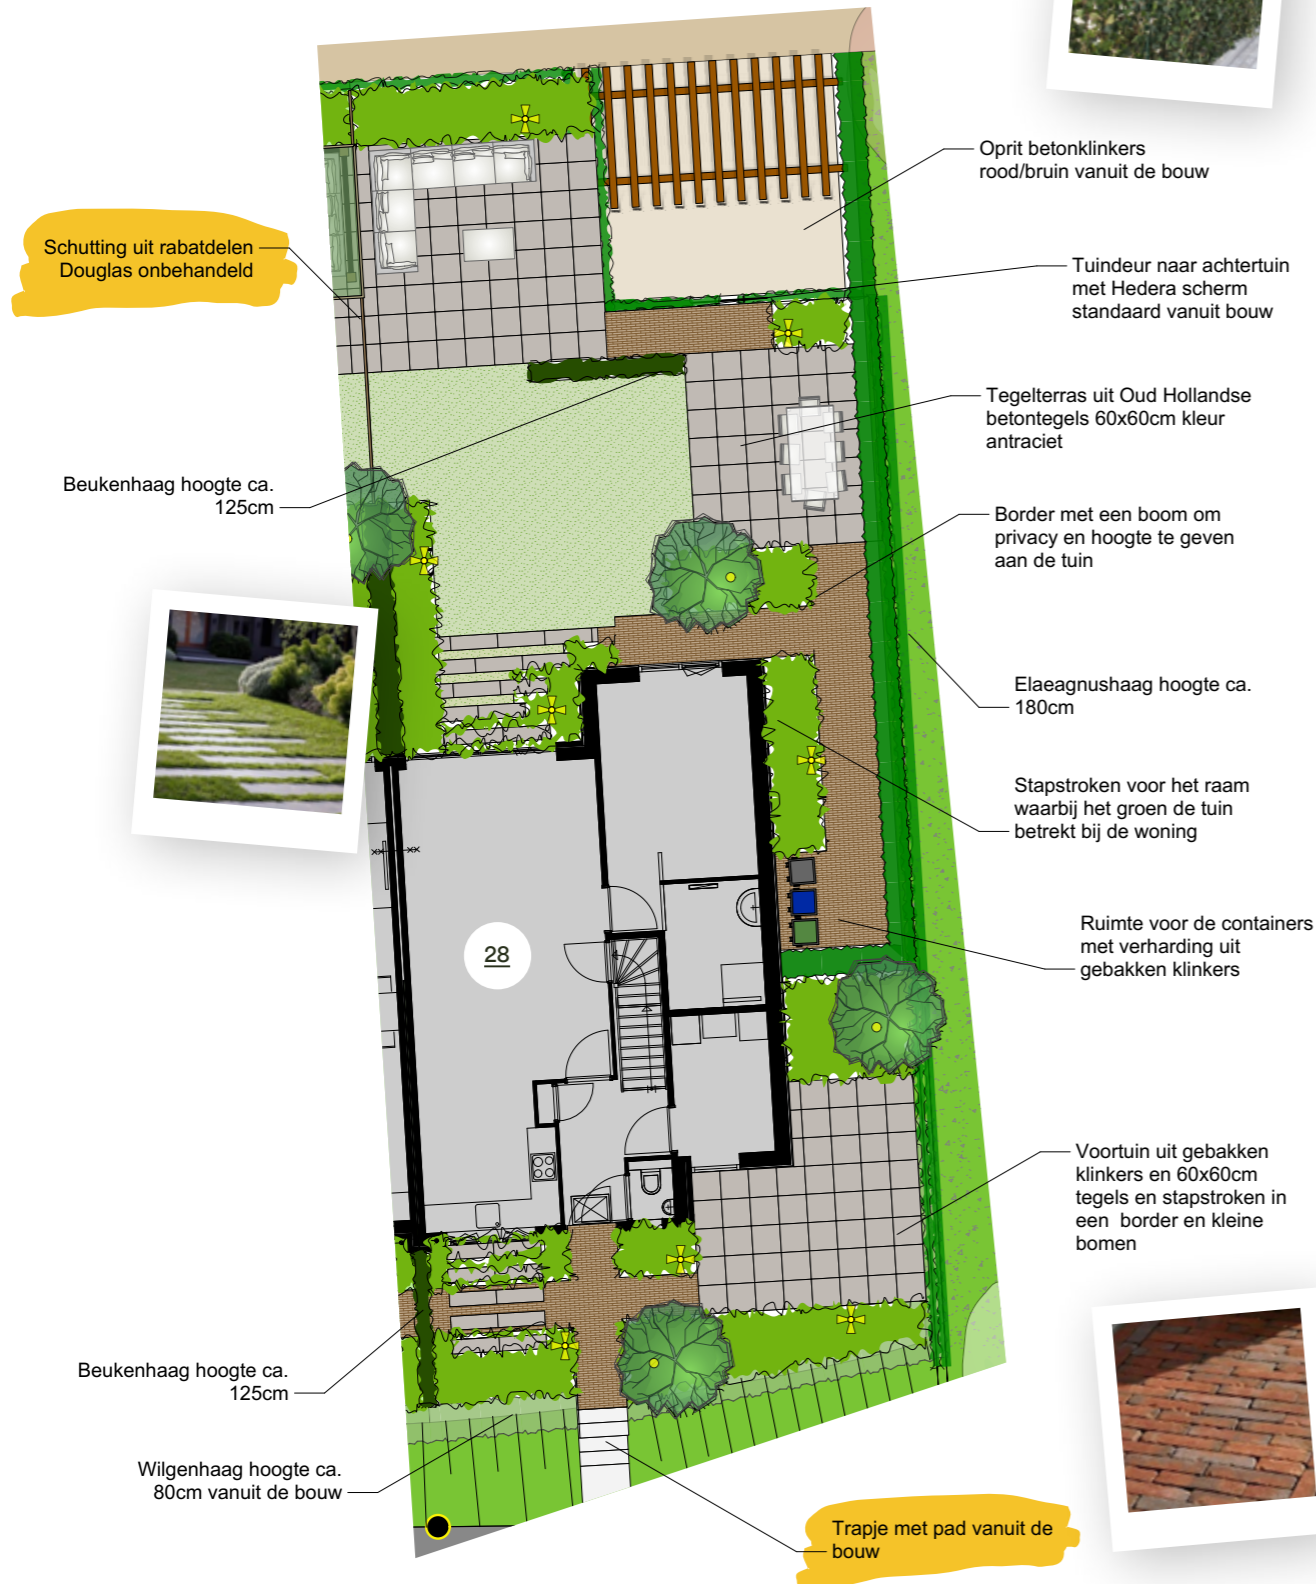 Oprit betonklinkers
rood/bruin vanuit de bouw
Schutting uit rabatdelen
Douglas onbehandeld
Tuindeur naar achtertuin
met Hedera scherm
standaard vanuit bouw
Tegelterras uit Oud Hollandse
betontegels 60x60cm kleur
antraciet
Beukenhaag hoogte ca.
125cm
Border met een boom om
privacy en hoogte te geven
aan de tuin
Elaeagnushaag hoogte ca.
180cm
Stapstroken voor het raam
waarbij het groen de tuin
betrekt bij de woning
28
Ruimte voor de containers
met verharding uit
gebakken klinkers
Voortuin uit gebakken
klinkers en 60x60cm
tegels en stapstroken in
een border en kleine
bomen
Beukenhaag hoogte ca.
125cm
Wilgenhaag hoogte ca.
80cm vanuit de bouw
Trapje met pad vanuit de
bouw